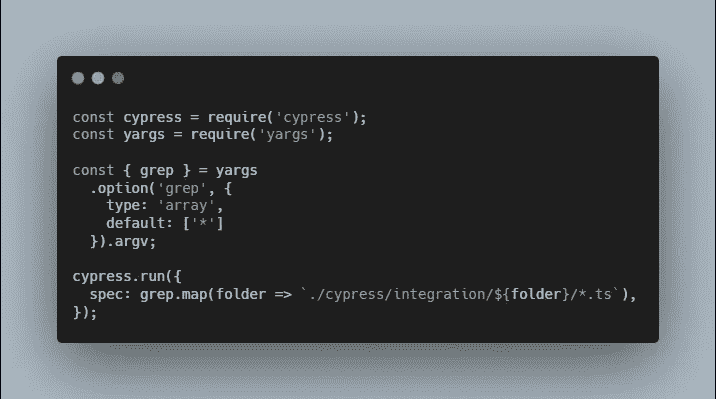 const cypress = require('cypress');
const yargs = require('yargs');
const { grep } = yargs
.option('grep', {
type: 'array',
default: ['*']
}).argv;
cypress.run({
spec: grep.map(folder => `./cypress/integration/${folder}/*.ts`),
});